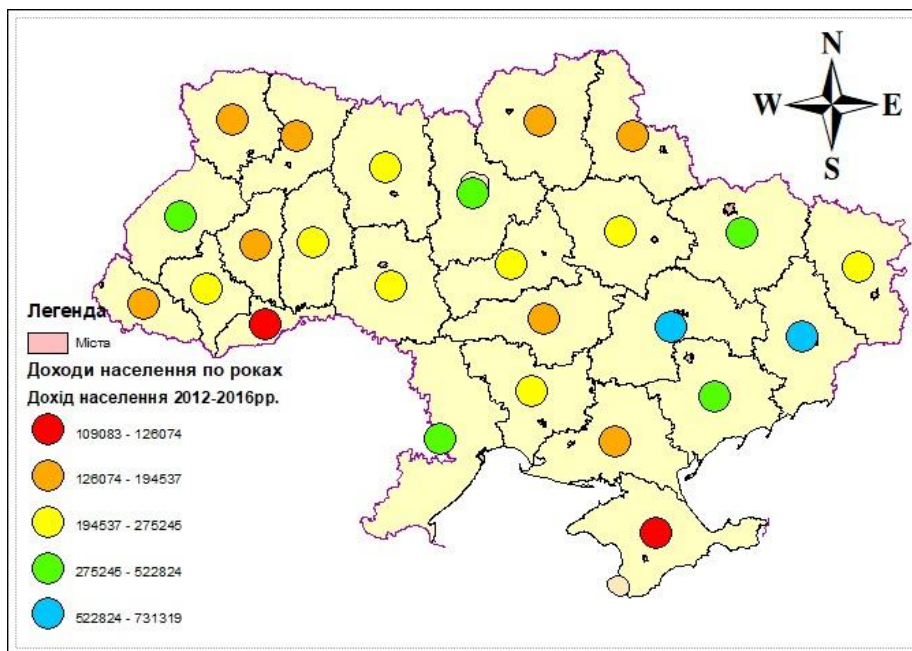 N
W E
S
Легенда
Міста
Доходи населення по роках
Дохід населення 2012-2016рр.
109083 - 126074
126074 - 194537
194537 - 275245
275245 - 522824
522824 - 731319